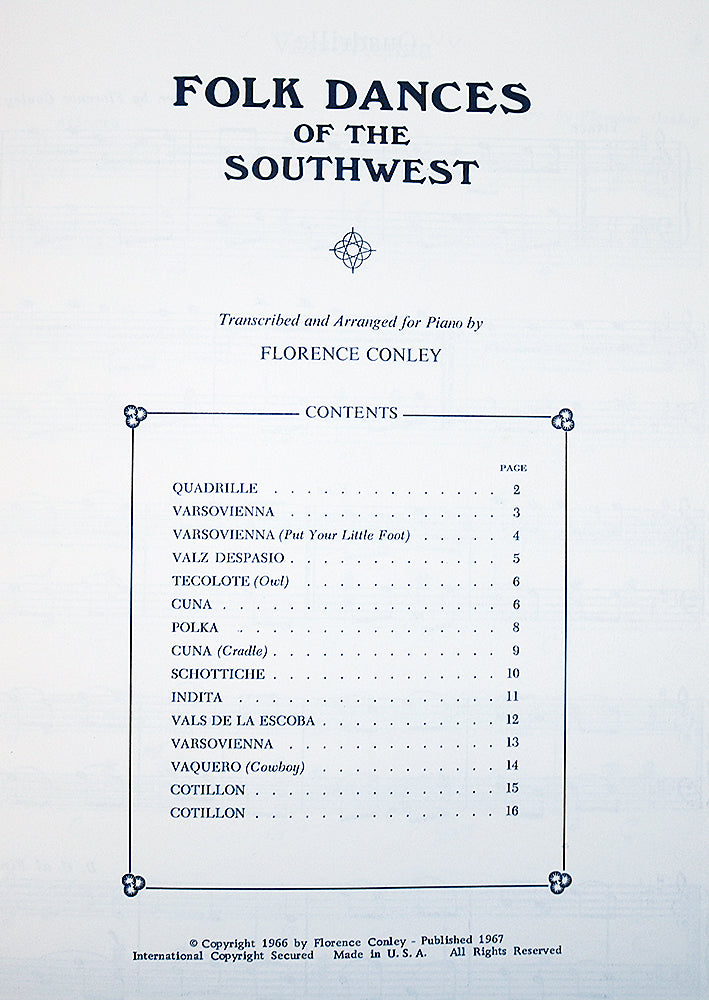 FOLK DANCES
OF THE
SOUTHWEST
Transcribed and Arranged for Piano by
FLORENCE CONLEY
CONTENTS
PAGE
QUADRILLE . . . . . . . . . . . . . . 2
VARSOVIENNA . . . . . . . . . . . . . 3
VARSOVIENNA (Put Your Little Foot) . . . . . 4
VALZ DESPASIO . . . . . . . . . . . . . 5
TECOLOTE (Owl) . . . . . . . . . . . . 6
CUNA . . . . . . . . . . . . . . . . . 6
POLKA . . . . . . . . . . . . . . . . 8
CUNA (Cradle) . . . . . . . . . . . . . . 9
SCHOTTICHE . . . . . . . . . . . . . . 10
INDITA . . . . . . . . . . . . . . . . 11
VALS DE LA ESCOBA . . . . . . . . . . . 12
VARSOVIENNA . . . . . . . . . . . . . 13
VAQUERO (Cowboy) . . . . . . . . . . . 14
COTILLON . . . . . . . . . . . . . . . 15
COTILLON . . . . . . . . . . . . . . . 16
© Copyright 1966 by Florence Conley - Published 1967
International Copyright Secured Made in U. S. A. All Rights Reserved